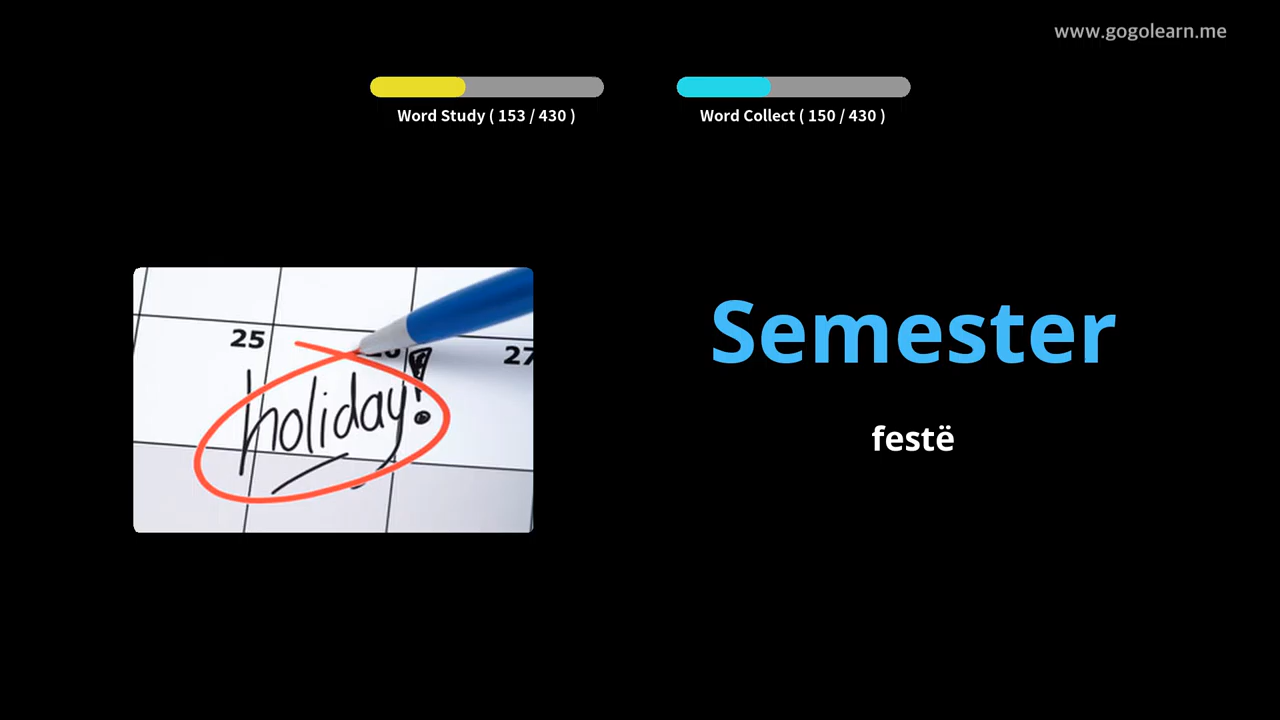 www.gogolearn.me
Word Study ( 153 / 430 )
Word Collect ( 150 / 430 )
Semester
festë
25
27
holiday!